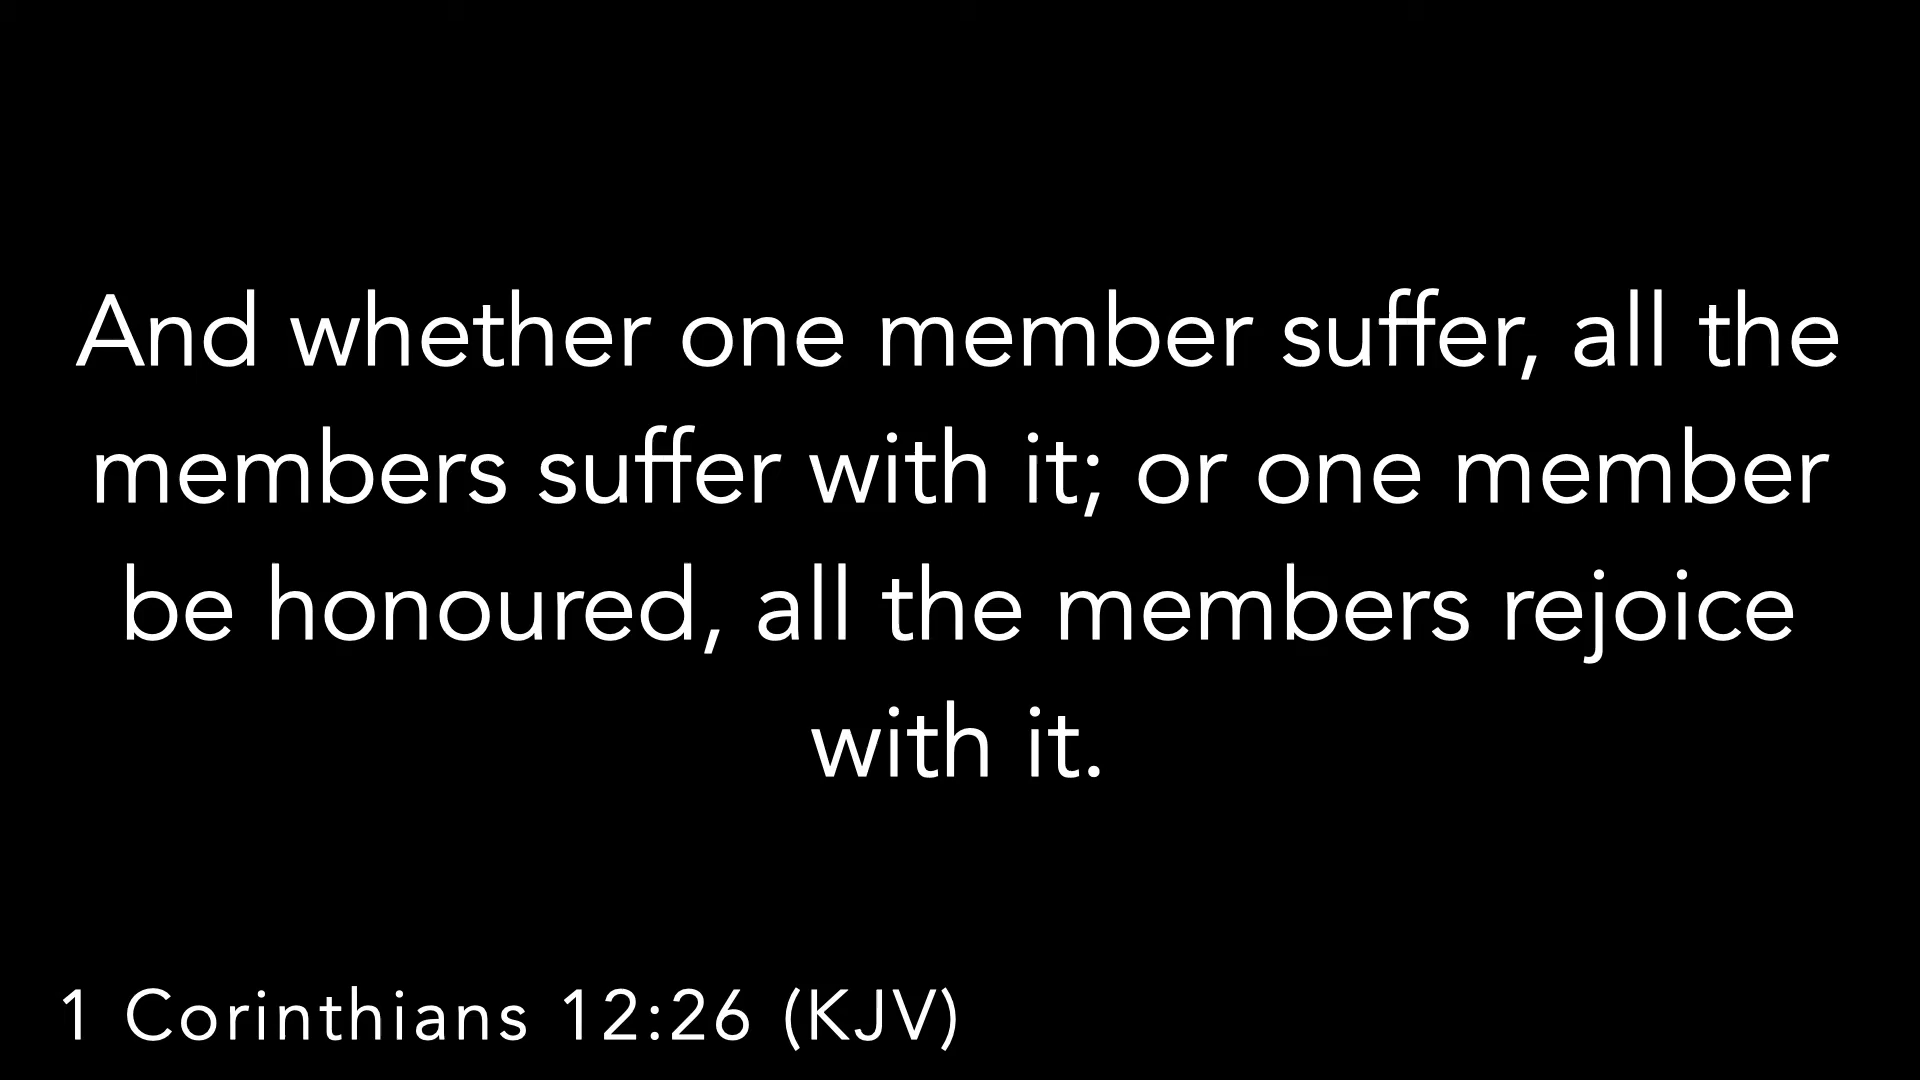 And whether one member suffer, all the
members suffer with it; or one member
be honoured, all the members rejoice
with it.
1 Corinthians 12:26 (KJV)